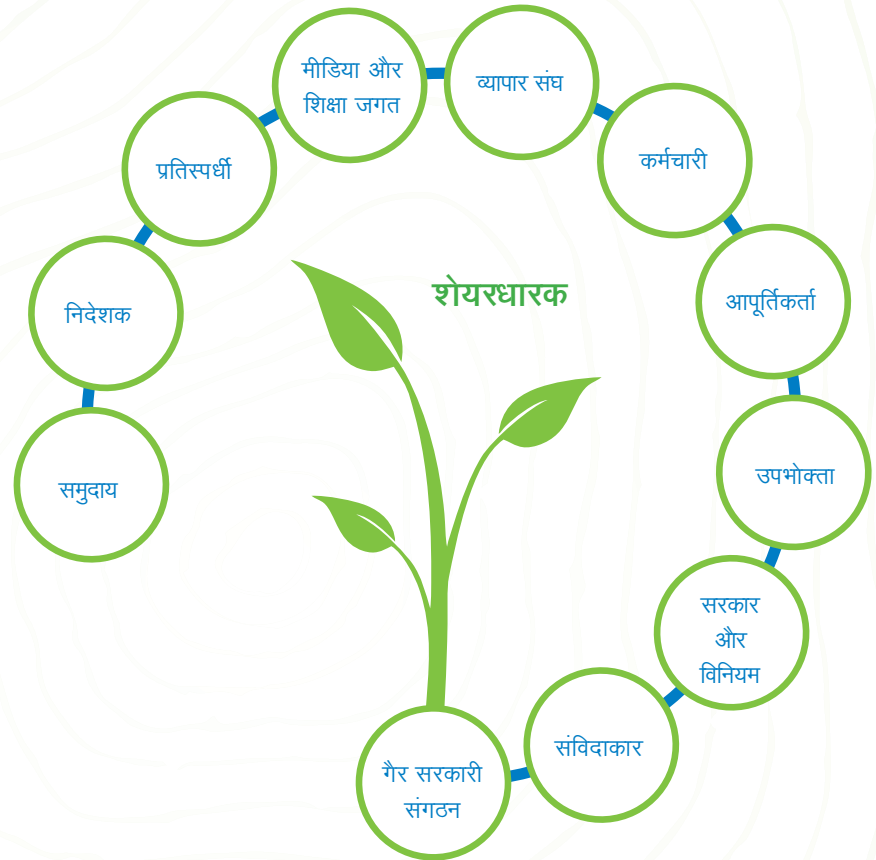 मीडिया और
शिक्षा जगत
व्यापार संघ
प्रतिस्पर्धी
कर्मचारी
शेयरधारक
निदेशक
आपूर्तिकर्ता
समुदाय
उपभोक्ता
सरकार
और
विनियम
संविदाकार
गैर सरकारी
संगठन